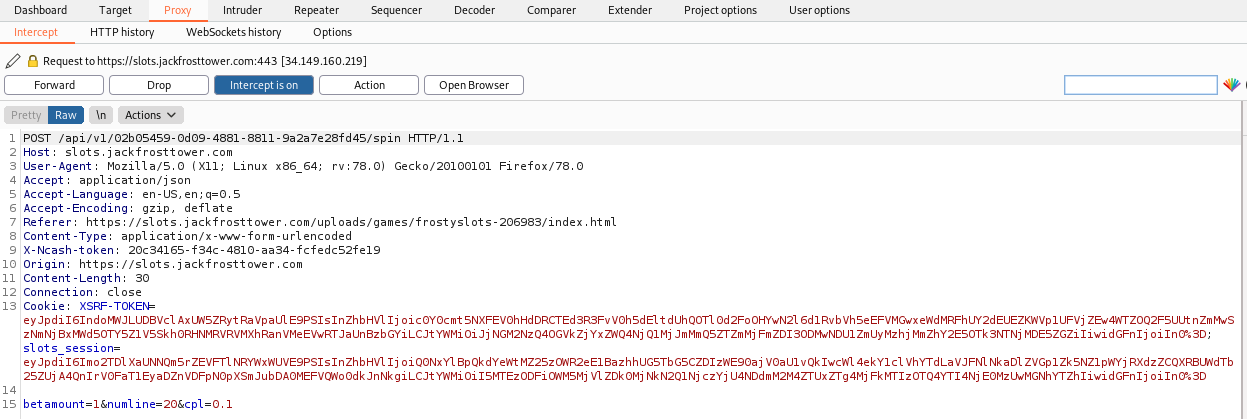 Dashboard Target Proxy Intruder Repeater Sequencer Decoder Comparer Extender Project options User options
Intercept HTTP history WebSockets history Options
Request to https://slots.jackfrosttower.com:443 [34.149.160.219]
Forward Drop Intercept is on Action Open Browser
Pretty Raw \n Actions
1 POST /api/v1/02b05459-0d09-4881-8811-9a2a7e28fd45/spin HTTP/1.1
2 Host: slots.jackfrosttower.com
3 User-Agent: Mozilla/5.0 (X11; Linux x86_64; rv:78.0) Gecko/20100101 Firefox/78.0
4 Accept: application/json
5 Accept-Language: en-US,en;q=0.5
6 Accept-Encoding: gzip, deflate
7 Referer: https://slots.jackfrosttower.com/uploads/games/frostyslots-206983/index.html
8 Content-Type: application/x-www-form-urlencoded
9 X-Ncash-token: 20c34165-f34c-4810-aa34-fcfedc52fe19
10 Origin: https://slots.jackfrosttower.com
11 Content-Length: 30
12 Connection: close
13 Cookie: XSRF-TOKEN=
slots_session=
14
15 betamount=1&numline=20&cpl=0.1